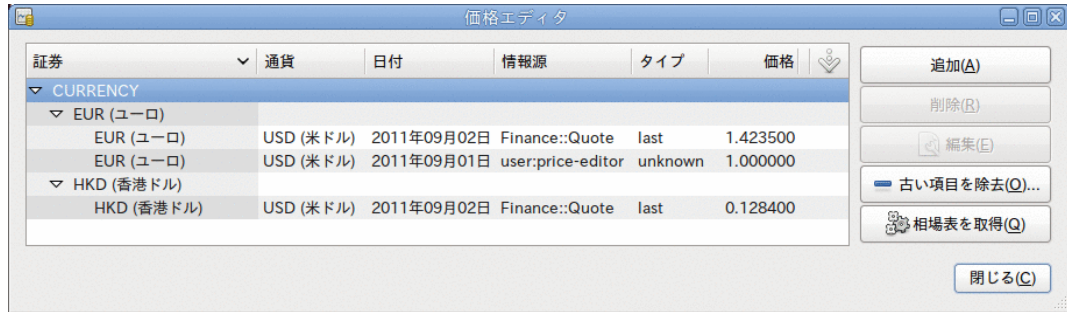 価格エディタ
証券 通貨 日付 情報源 タイプ 価格
CURRENCY
EUR (ユーロ)
EUR (ユーロ) USD (米ドル) 2011年09月02日 Finance::Quote last 1.423500
EUR (ユーロ) USD (米ドル) 2011年09月01日 user:price-editor unknown 1.000000
HKD (香港ドル)
HKD (香港ドル) USD (米ドル) 2011年09月02日 Finance::Quote last 0.128400
追加(A)
削除(R)
編集(E)
古い項目を除去(O)...
相場表を取得(Q)
閉じる(C)